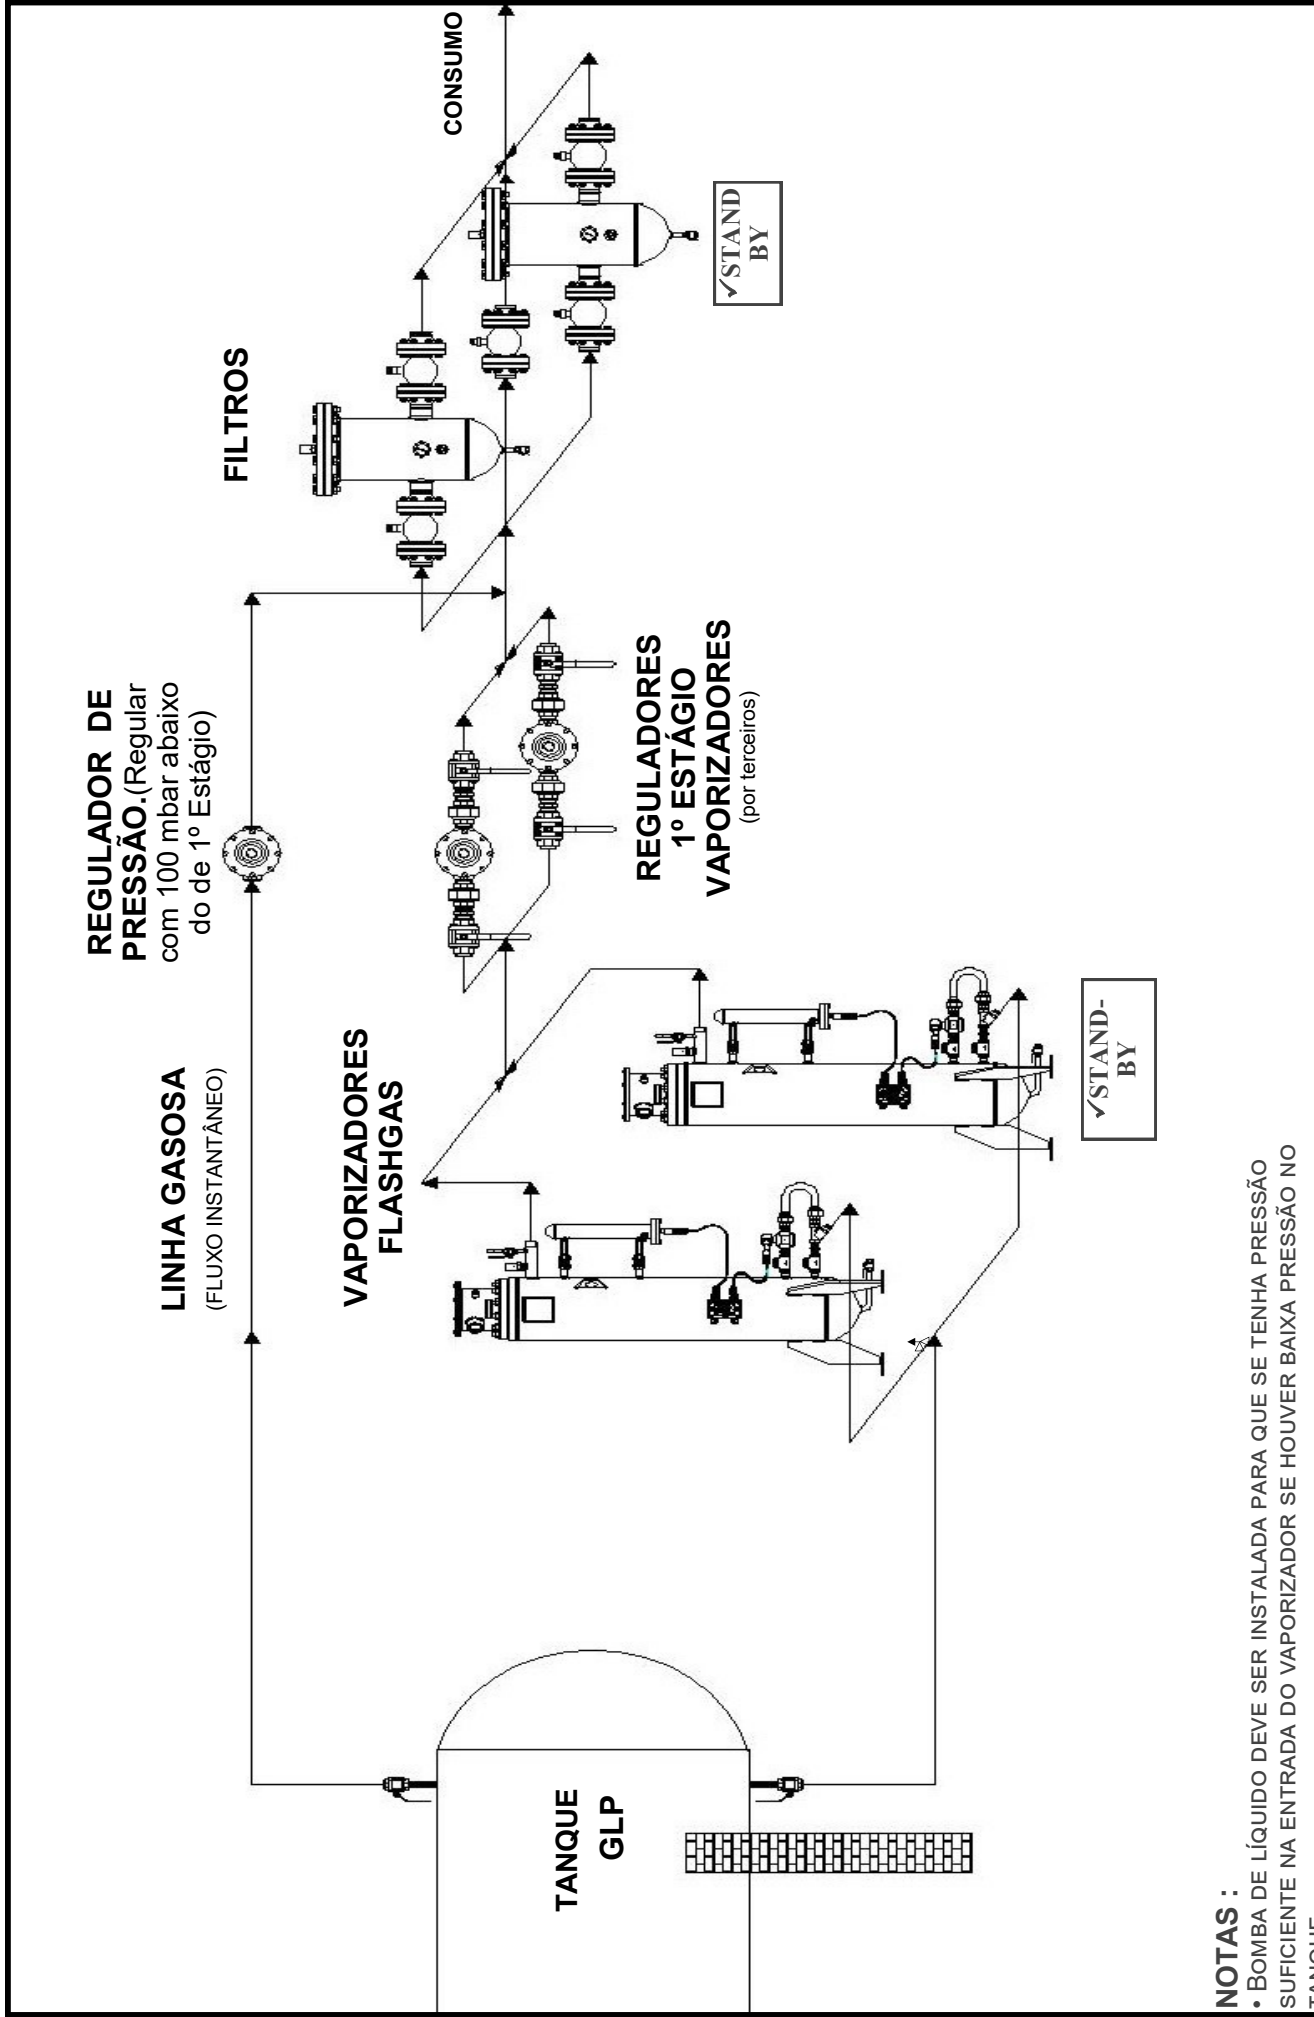 TANQUE
GLP
LINHA GASOSA
(FLUXO INSTANTÂNEO)
VAPORIZADORES
FLASHGAS
✓STAND-
BY
REGULADOR DE
PRESSÃO.(Regular
com 100 mbar abaixo
do de 1º Estágio)
REGULADORES
1º ESTÁGIO
VAPORIZADORES
(por terceiros)
FILTROS
✓STAND
BY
CONSUMO
NOTAS :
• BOMBA DE LÍQUIDO DEVE SER INSTALADA PARA QUE SE TENHA PRESSÃO
SUFICIENTE NA ENTRADA DO VAPORIZADOR SE HOUVER BAIXA PRESSÃO NO
TANQUE